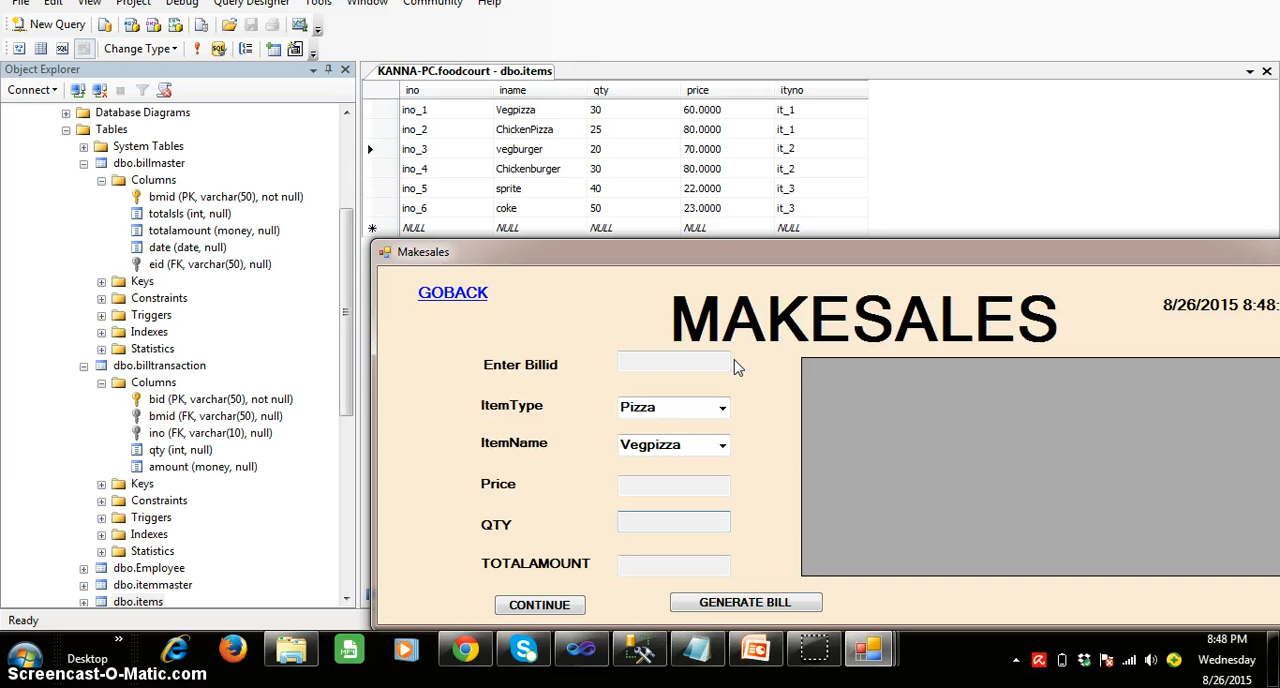 File Edit View Project Debug Query Designer Tools Window Community Help
New Query
Change Type
Object Explorer
Connect
Database Diagrams
Tables
System Tables
dbo.billmaster
Columns
bmid (PK, varchar(50), not null)
totalsls (int, null)
totalamount (money, null)
date (date, null)
eid (FK, varchar(50), null)
Keys
Constraints
Triggers
Indexes
Statistics
dbo.billtransaction
Columns
bid (PK, varchar(50), not null)
bmid (FK, varchar(50), null)
ino (FK, varchar(10), null)
qty (int, null)
amount (money, null)
Keys
Constraints
Triggers
Indexes
Statistics
dbo.Employee
dbo.itemmaster
dbo.items
Ready
KANNA-PC.foodcourt - dbo.items
ino iname qty price ityno
ino_1 Vegpizza 30 60.0000 it_1
ino_2 ChickenPizza 25 80.0000 it_1
ino_3 vegburger 20 70.0000 it_2
ino_4 Chickenburger 30 80.0000 it_2
ino_5 sprite 40 22.0000 it_3
ino_6 coke 50 23.0000 it_3
NULL NULL NULL NULL NULL
Makesales
GOBACK
MAKESALES
8/26/2015 8:48:
Enter Billid
ItemType Pizza
ItemName Vegpizza
Price
QTY
TOTALAMOUNT
CONTINUE GENERATE BILL
Desktop
8:48 PM
Wednesday
8/26/2015
Screencast-O-Matic.com